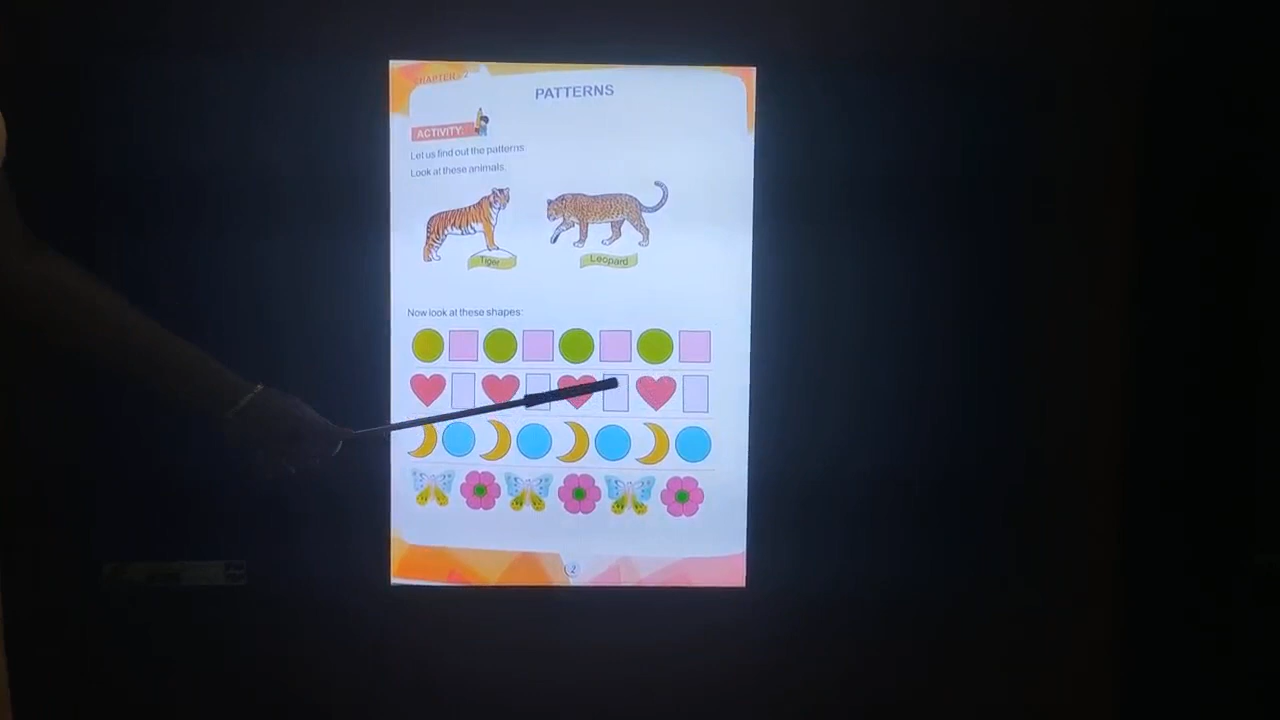 CHAPTER - 2
PATTERNS
ACTIVITY:
Let us find out the patterns.
Look at these animals.
Tiger
Leopard
Now look at these shapes:
2